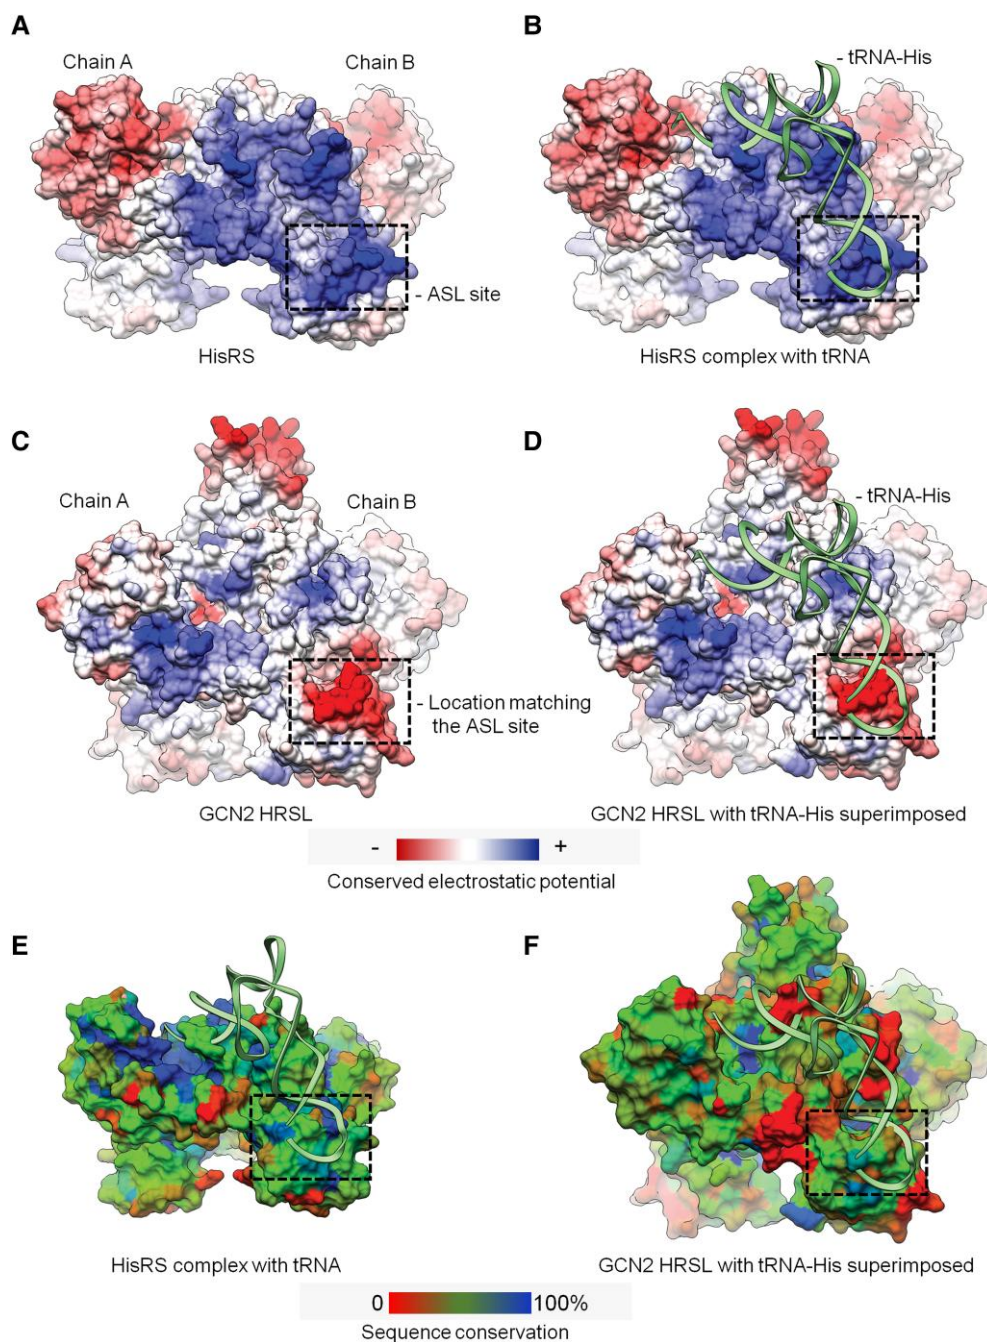 A
B
Chain A
Chain B
- tRNA-His
- ASL site
HisRS
HisRS complex with tRNA
C
D
Chain A
Chain B
- tRNA-His
- Location matching
the ASL site
GCN2 HRSL
GCN2 HRSL with tRNA-His superimposed
- +
Conserved electrostatic potential
E
F
HisRS complex with tRNA
GCN2 HRSL with tRNA-His superimposed
0 100%
Sequence conservation